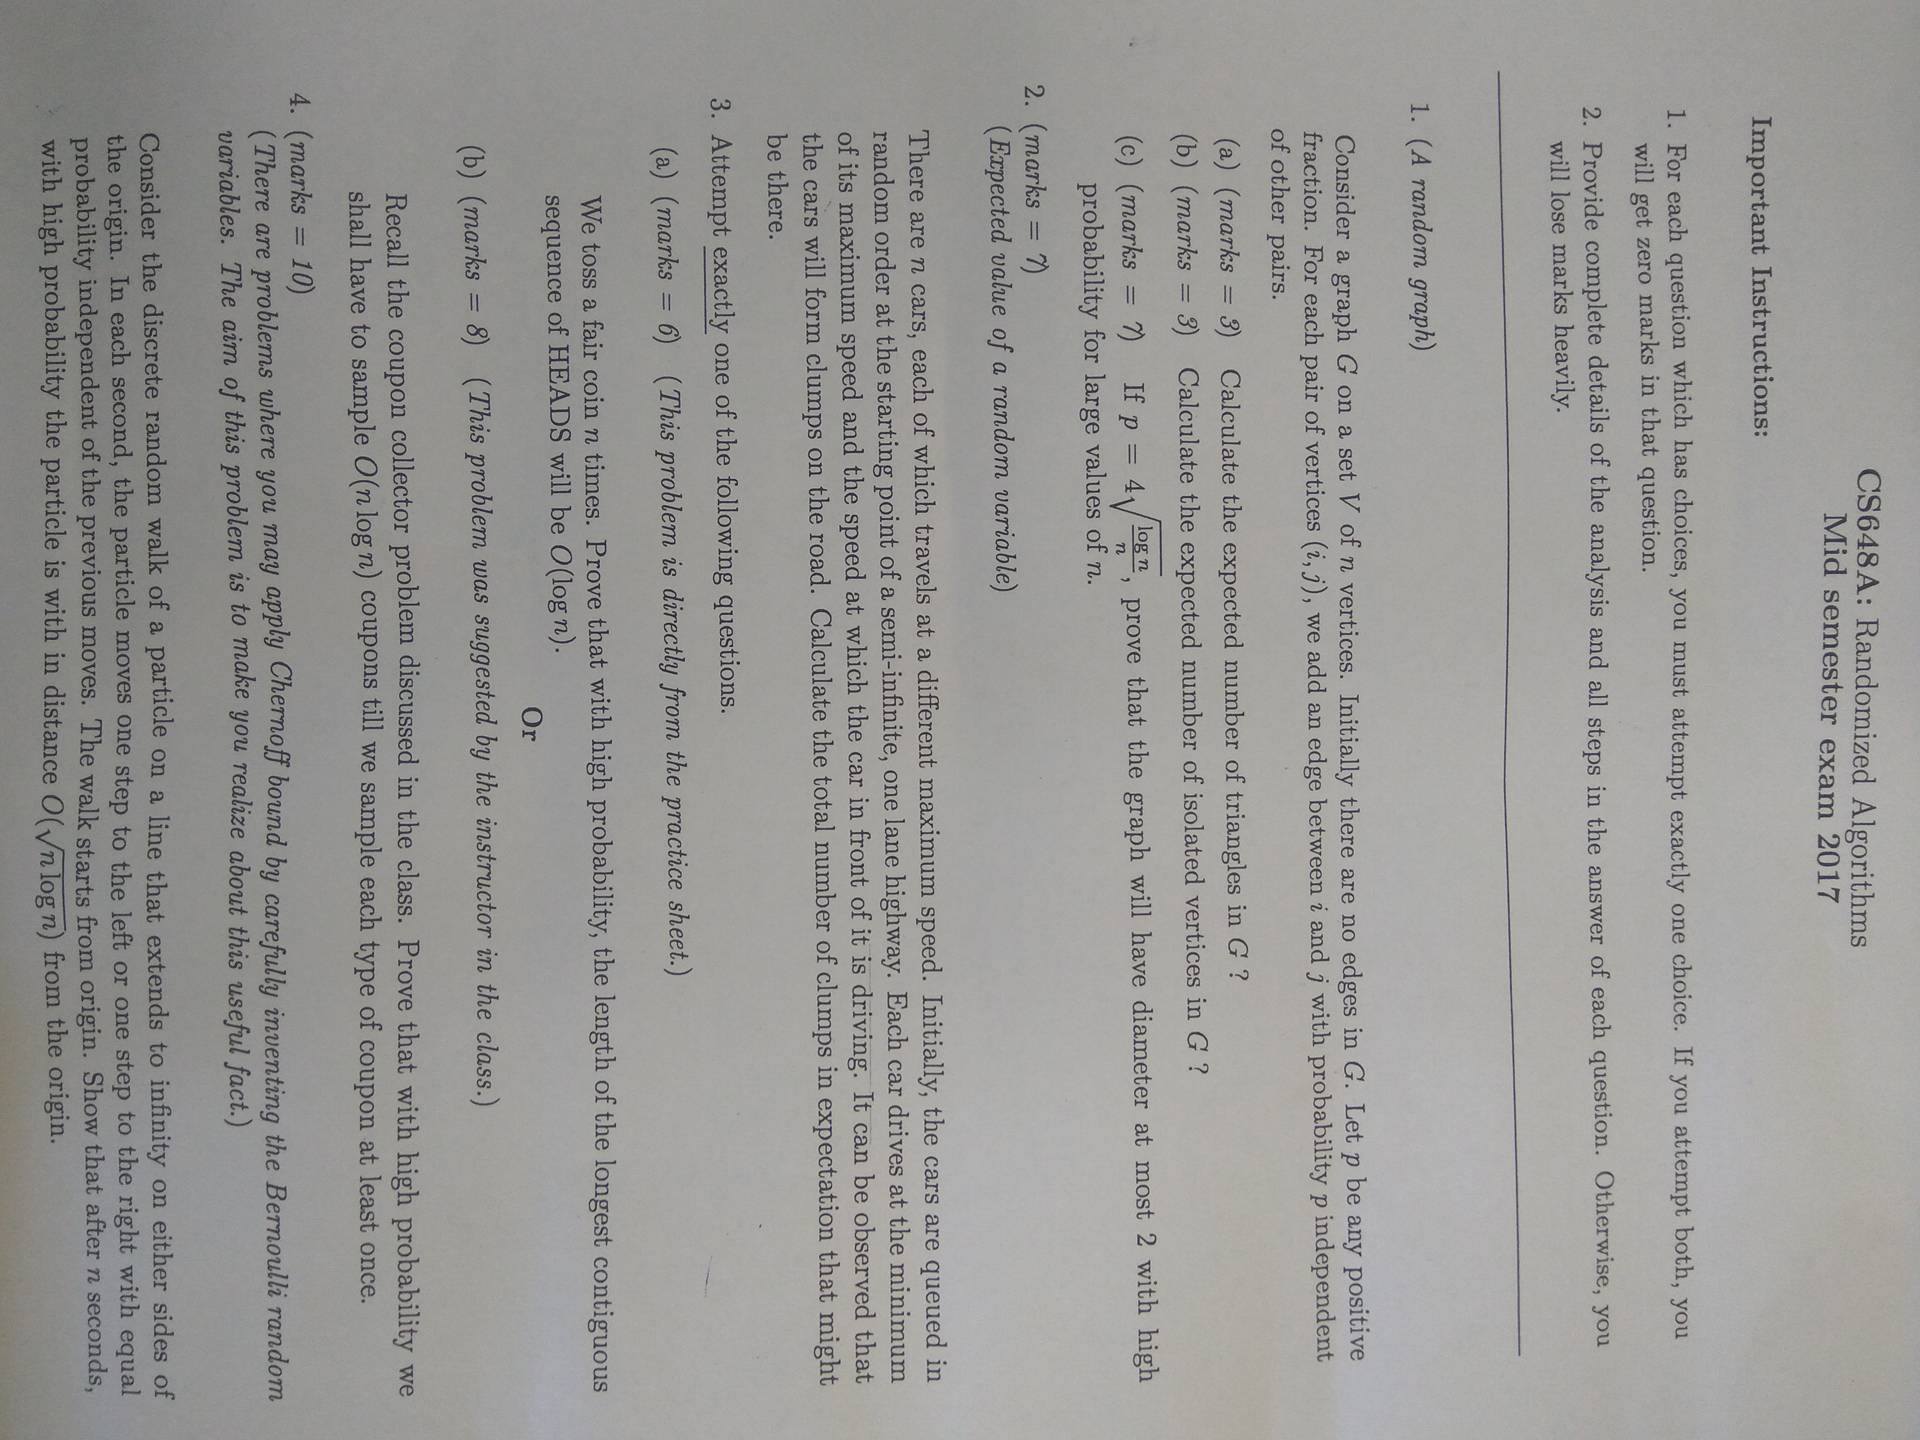 CS648A: Randomized Algorithms
Mid semester exam 2017
Important Instructions:
1. For each question which has choices, you must attempt exactly one choice. If you attempt both, you
will get zero marks in that question.
2. Provide complete details of the analysis and all steps in the answer of each question. Otherwise, you
will lose marks heavily.
1. (A random graph)
Consider a graph G on a set V of n vertices. Initially there are no edges in G. Let p be any positive
fraction. For each pair of vertices (i, j), we add an edge between i and j with probability p independent
of other pairs.
(a) (marks = 3) Calculate the expected number of triangles in G ?
(b) (marks = 3) Calculate the expected number of isolated vertices in G ?
(c) (marks = 7) If p = 4√(log n / n), prove that the graph will have diameter at most 2 with high
probability for large values of n.
2. (marks = 7)
(Expected value of a random variable)
There are n cars, each of which travels at a different maximum speed. Initially, the cars are queued in
random order at the starting point of a semi-infinite, one lane highway. Each car drives at the minimum
of its maximum speed and the speed at which the car in front of it is driving. It can be observed that
the cars will form clumps on the road. Calculate the total number of clumps in expectation that might
be there.
3. Attempt exactly one of the following questions.
(a) (marks = 6) (This problem is directly from the practice sheet.)
We toss a fair coin n times. Prove that with high probability, the length of the longest contiguous
sequence of HEADS will be O(log n).
Or
(b) (marks = 8) (This problem was suggested by the instructor in the class.)
Recall the coupon collector problem discussed in the class. Prove that with high probability we
shall have to sample O(n log n) coupons till we sample each type of coupon at least once.
4. (marks = 10)
(There are problems where you may apply Chernoff bound by carefully inventing the Bernoulli random
variables. The aim of this problem is to make you realize about this useful fact.)
Consider the discrete random walk of a particle on a line that extends to infinity on either sides of
the origin. In each second, the particle moves one step to the left or one step to the right with equal
probability independent of the previous moves. The walk starts from origin. Show that after n seconds,
with high probability the particle is with in distance O(√(n log n)) from the origin.